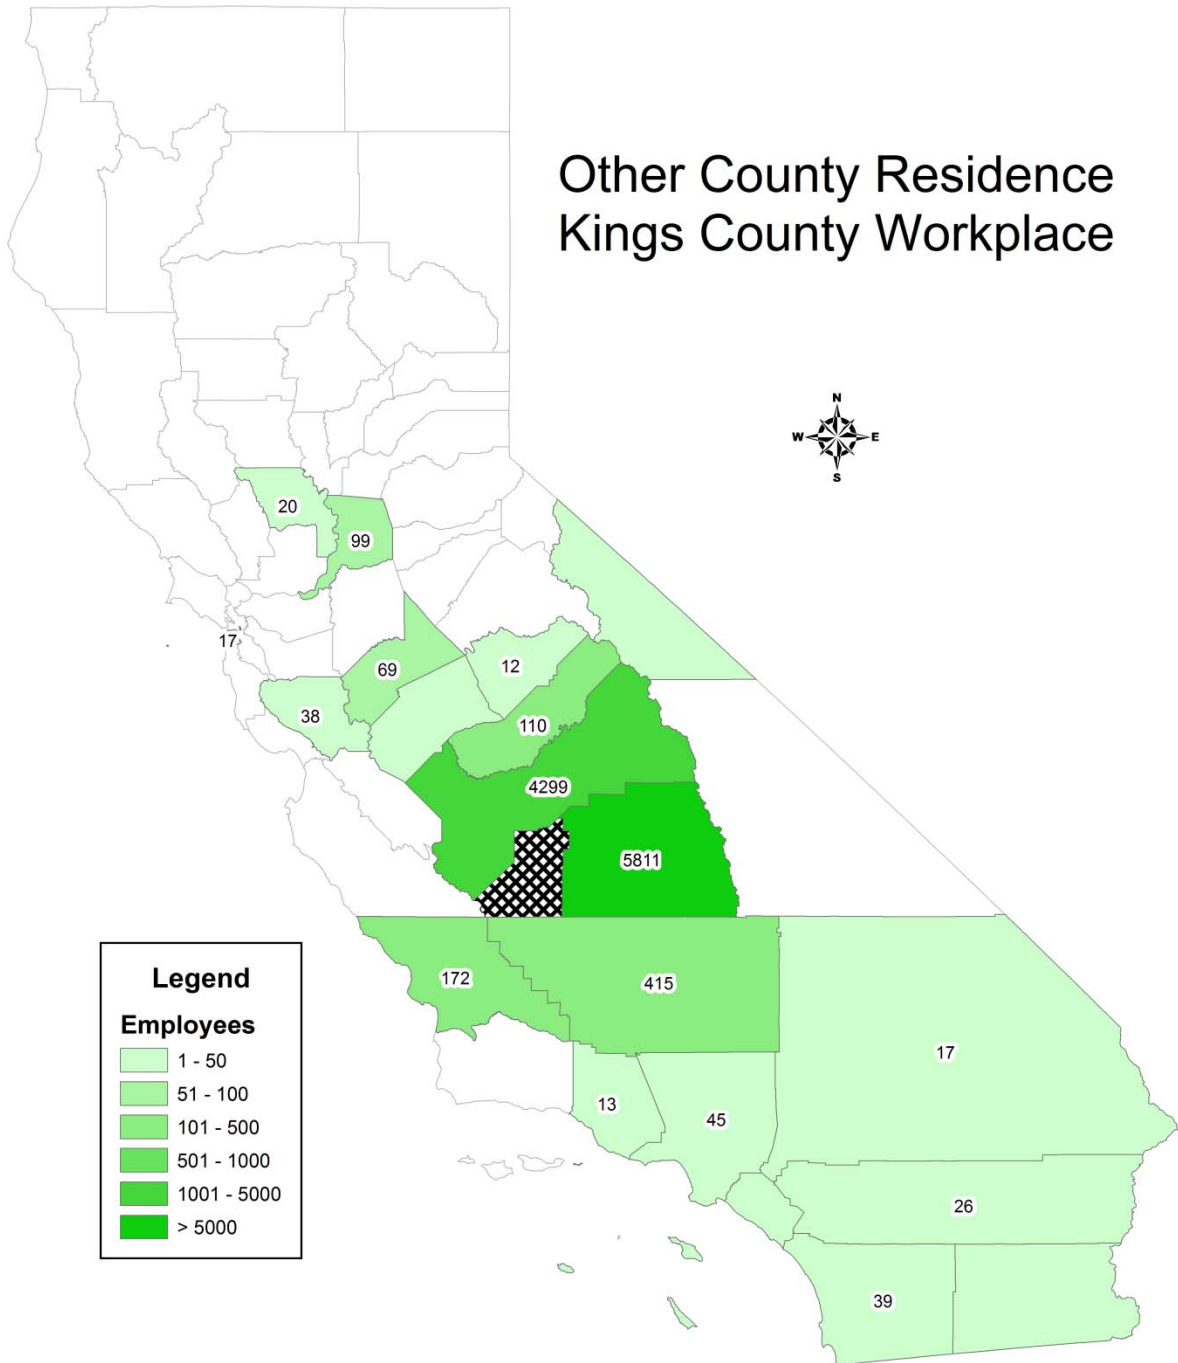 Other County Residence
Kings County Workplace
N
W E
S
20
99
17
69
12
38
110
4299
5811
172
415
17
13
45
26
39
Legend
Employees
1 - 50
51 - 100
101 - 500
501 - 1000
1001 - 5000
> 5000